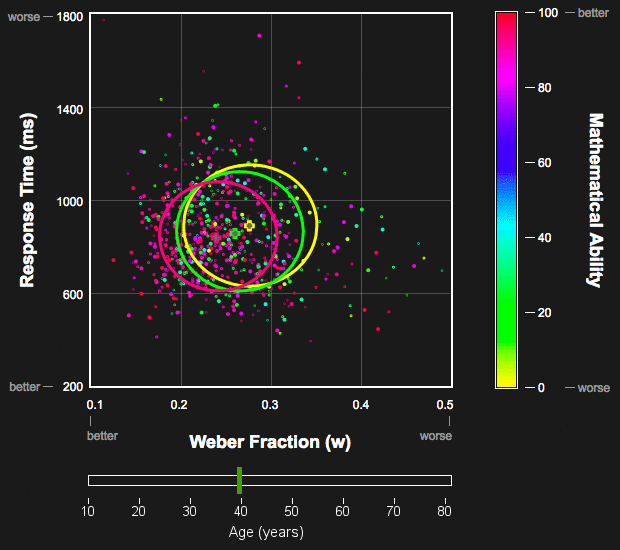 worse
1800
1400
1000
600
200
better
Response Time (ms)
0.1
0.2
0.3
0.4
0.5
better
worse
Weber Fraction (w)
100
80
60
40
20
0
better
worse
Mathematical Ability
10
20
30
40
50
60
70
80
Age (years)